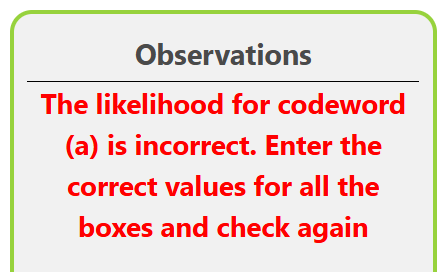 Observations
The likelihood for codeword
(a) is incorrect. Enter the
correct values for all the
boxes and check again